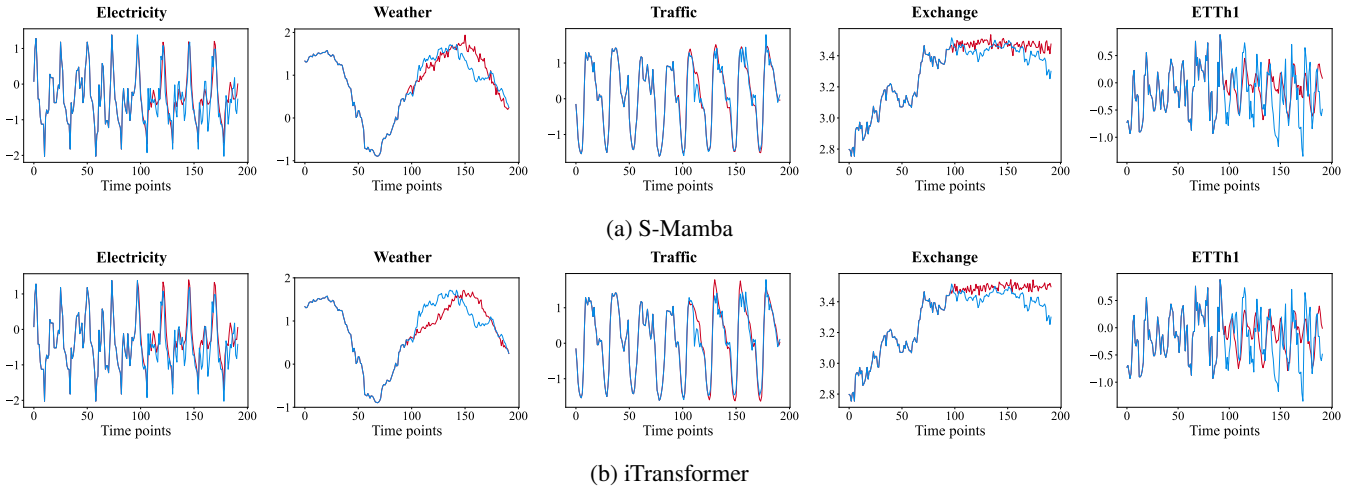 Electricity Weather Traffic Exchange ETTh1
1 0 −1 −2
2 1 0 −1
1 0 −1
3.4 3.2 3.0 2.8
0.5 0.0 −0.5 −1.0
0 50 100 150 200 0 50 100 150 200 0 50 100 150 200 0 50 100 150 200 0 50 100 150 200
Time points Time points Time points Time points Time points
(a) S-Mamba
Electricity Weather Traffic Exchange ETTh1
1 0 −1 −2
2 1 0 −1
1 0 −1
3.4 3.2 3.0 2.8
0.5 0.0 −0.5 −1.0
0 50 100 150 200 0 50 100 150 200 0 50 100 150 200 0 50 100 150 200 0 50 100 150 200
Time points Time points Time points Time points Time points
(b) iTransformer